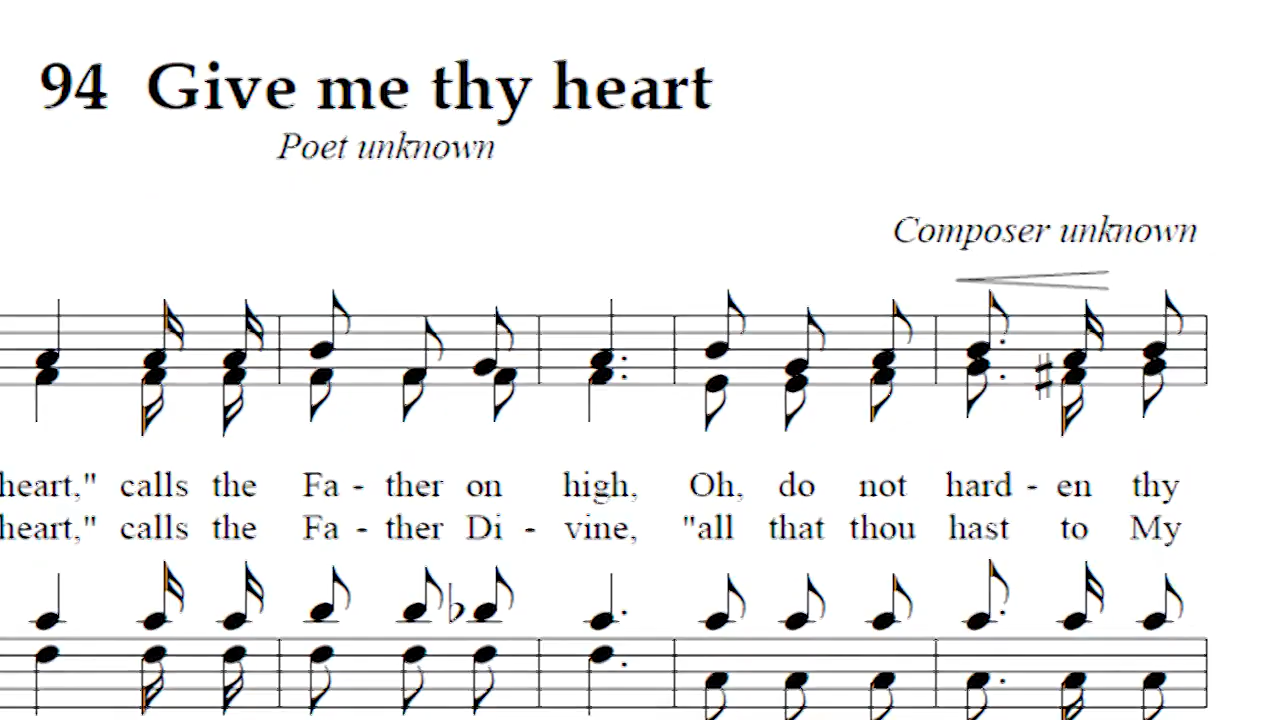 94 Give me thy heart
Poet unknown
Composer unknown
heart," calls the Fa - ther on high, Oh, do not hard - en thy
heart," calls the Fa - ther Di - vine, "all that thou hast to My